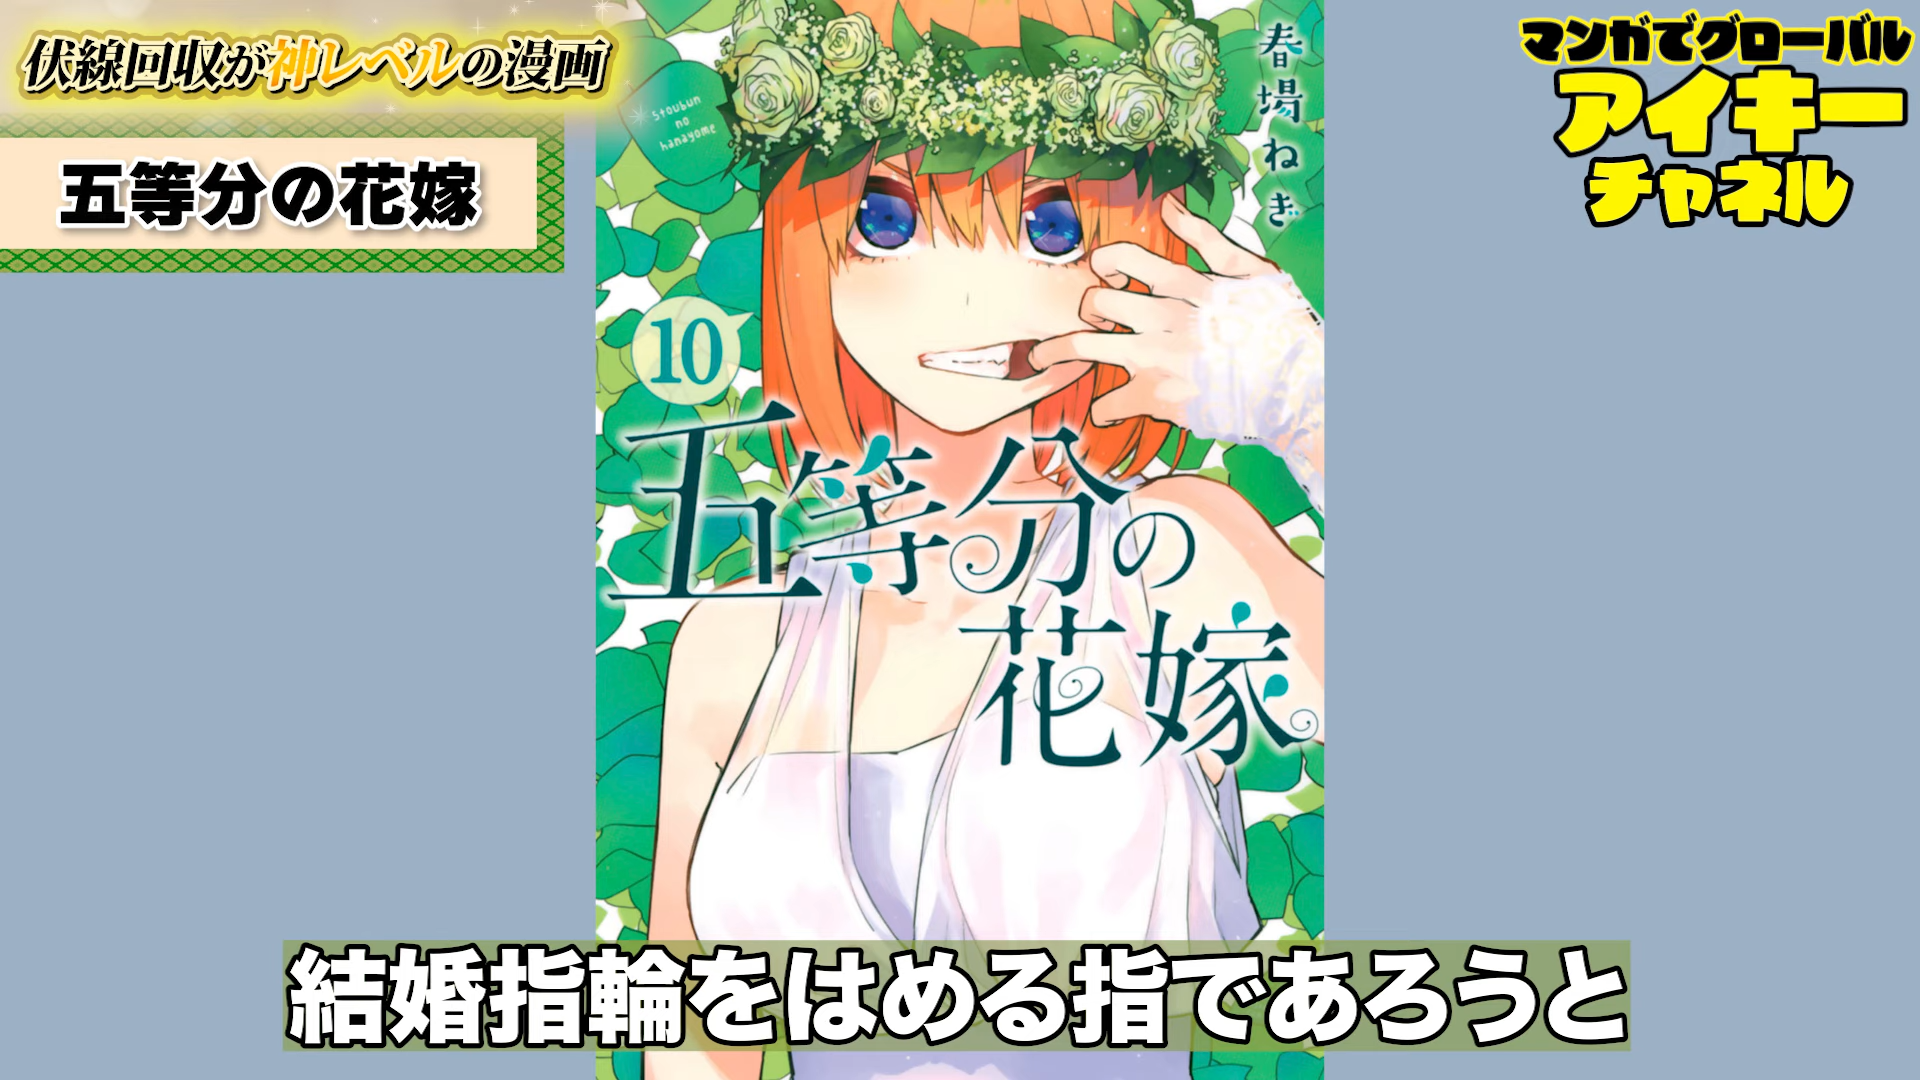 伏線回収が神レベルの漫画
五等分の花嫁
マンガでグローバル
アイキー
チャネル
春場ねぎ
stoubun
no
hanayome
10
五等分の
花嫁
結婚指輪をはめる指であろうと